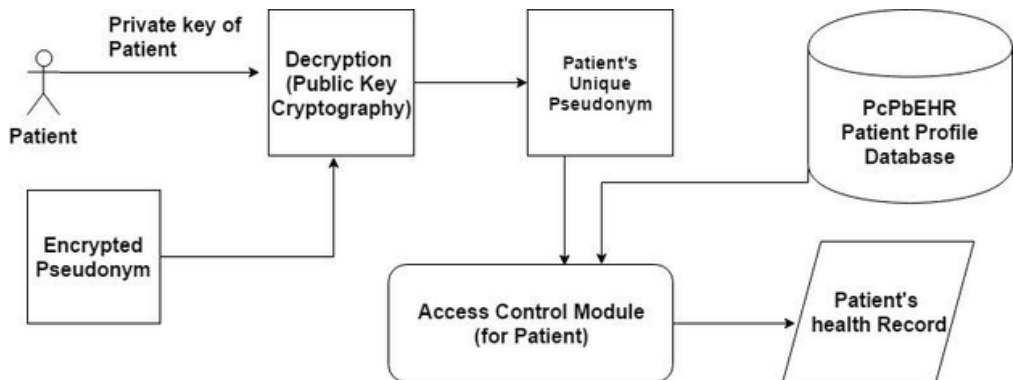 Private key of
Patient
Patient
Decryption
(Public Key
Cryptography)
Patient's
Unique
Pseudonym
PcPbEHR
Patient Profile
Database
Encrypted
Pseudonym
Access Control Module
(for Patient)
Patient's
health Record